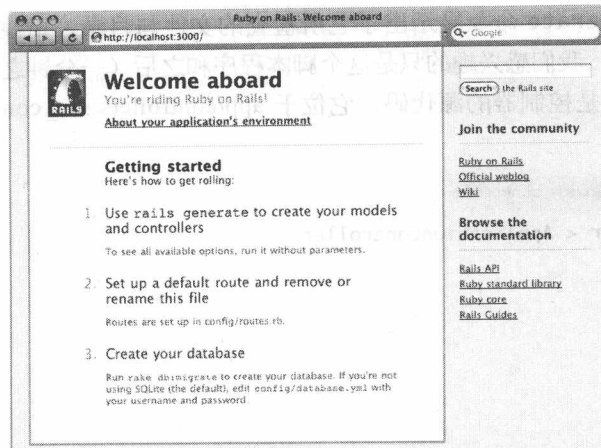 Ruby on Rails: Welcome aboard
http://localhost:3000/
Google
RAILS
Welcome aboard
You're riding Ruby on Rails!
About your application's environment
Getting started
Here's how to get rolling:
1. Use rails generate to create your models
and controllers
To see all available options, run it without parameters.
2. Set up a default route and remove or
rename this file
Routes are set up in config/routes.rb.
3. Create your database
Run rake db:migrate to create your database. If you're not
using SQLite (the default), edit config/database.yml with
your username and password.
Search the Rails site
Join the community
Ruby on Rails
Official weblog
Wiki
Browse the
documentation
Rails API
Ruby standard library
Ruby core
Rails Guides